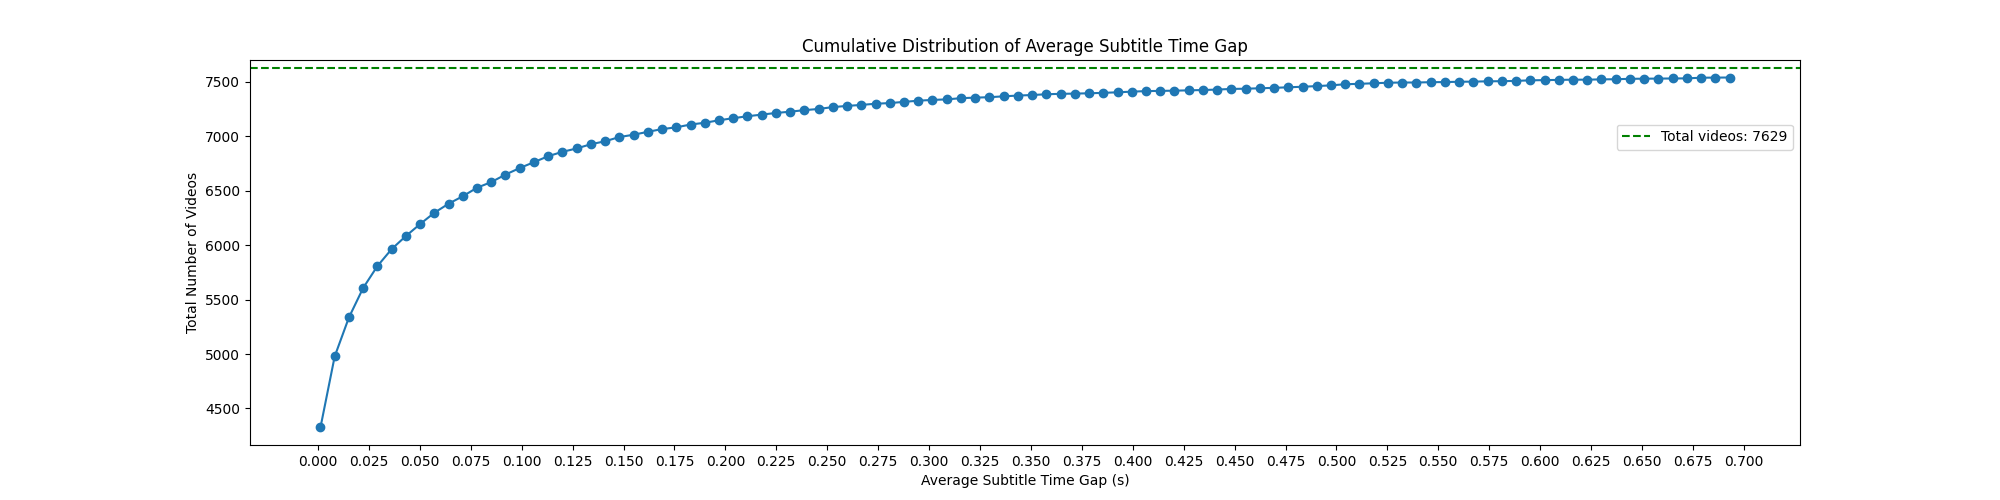 Cumulative Distribution of Average Subtitle Time Gap
Total Number of Videos
7500
7000
6500
6000
5500
5000
4500
Total videos: 7629
0.000 0.025 0.050 0.075 0.100 0.125 0.150 0.175 0.200 0.225 0.250 0.275 0.300 0.325 0.350 0.375 0.400 0.425 0.450 0.475 0.500 0.525 0.550 0.575 0.600 0.625 0.650 0.675 0.700
Average Subtitle Time Gap (s)